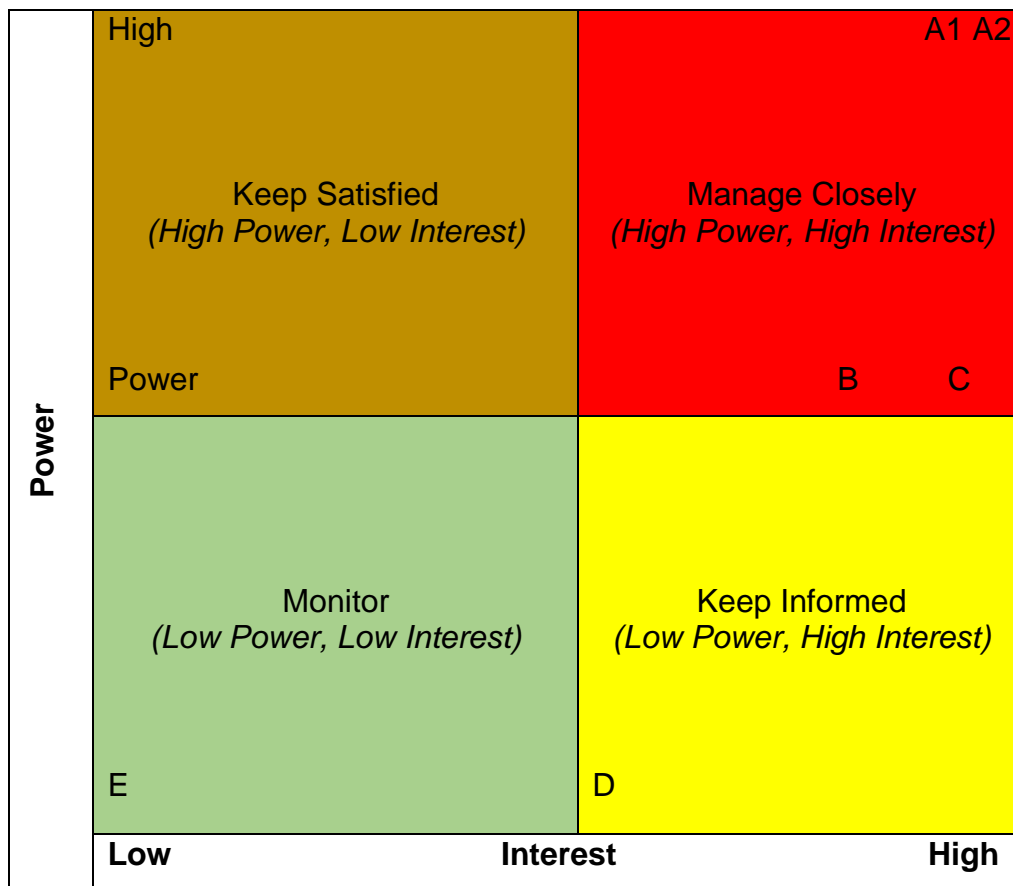 High
A1 A2
Keep Satisfied
(High Power, Low Interest)
Manage Closely
(High Power, High Interest)
Power
B C
Power
Monitor
(Low Power, Low Interest)
Keep Informed
(Low Power, High Interest)
E
D
Low Interest High